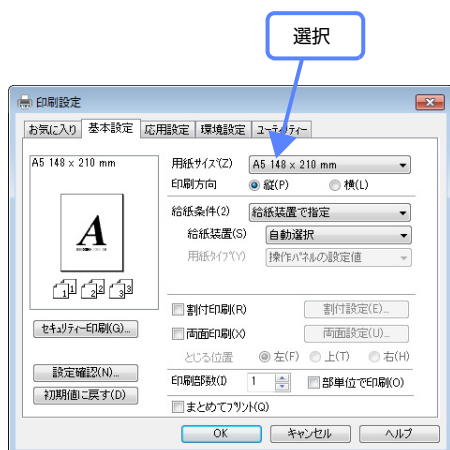 選択
印刷設定
お気に入り 基本設定 応用設定 環境設定 ユーティリティー
A5 148 x 210 mm
A
1 1 2 2 3 3
セキュリティー印刷(G)...
設定確認(N)...
初期値に戻す(D)
用紙サイズ(Z) A5 148 x 210 mm
印刷方向 縦(P) 横(L)
給紙条件(2) 給紙装置で指定
給紙装置(S) 自動選択
用紙タイプ(Y) 操作パネルの設定値
割付印刷(R) 割付設定(E)...
両面印刷(X) 両面設定(U)...
とじる位置 左(F) 上(T) 右(H)
印刷部数(I) 1 部単位で印刷(O)
まとめてプリント(Q)
OK キャンセル ヘルプ